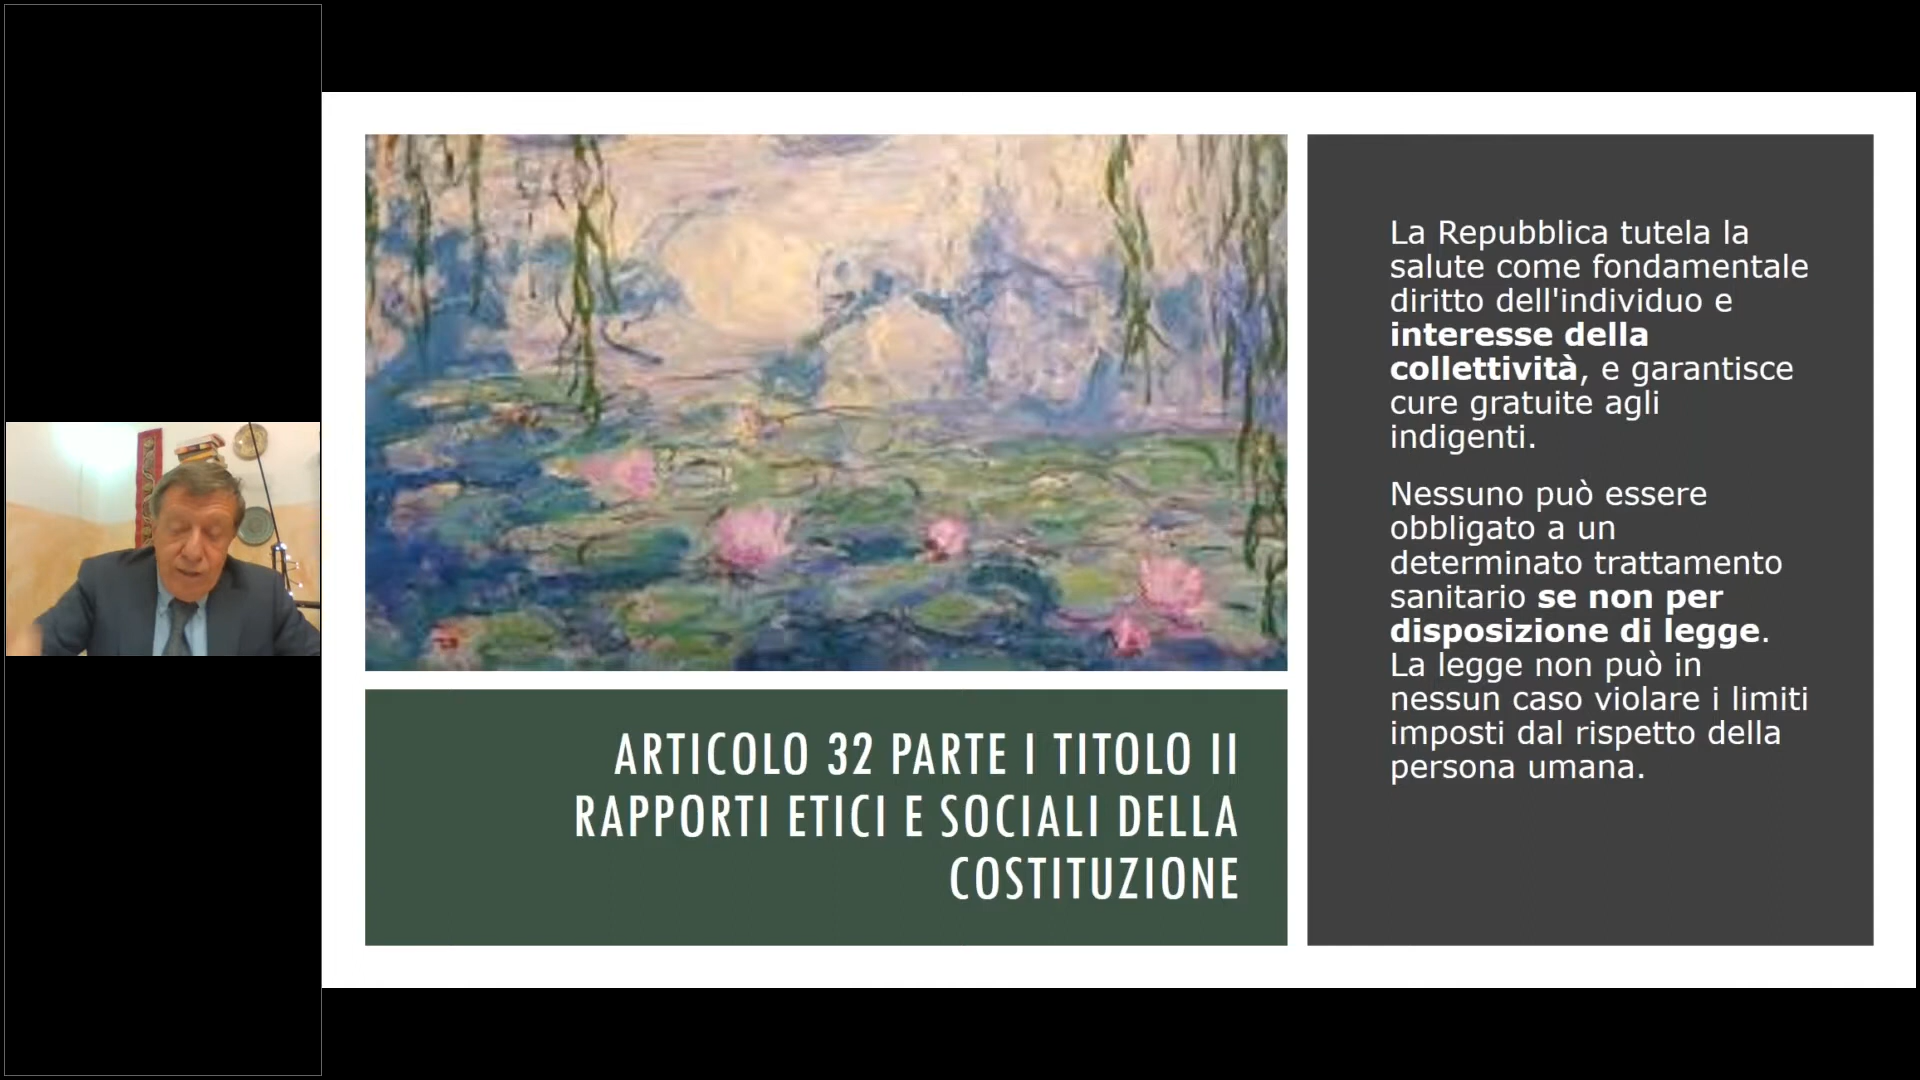 ARTICOLO 32 PARTE I TITOLO II
RAPPORTI ETICI E SOCIALI DELLA
COSTITUZIONE
La Repubblica tutela la
salute come fondamentale
diritto dell'individuo e
interesse della
collettività, e garantisce
cure gratuite agli
indigenti.
Nessuno può essere
obbligato a un
determinato trattamento
sanitario se non per
disposizione di legge.
La legge non può in
nessun caso violare i limiti
imposti dal rispetto della
persona umana.